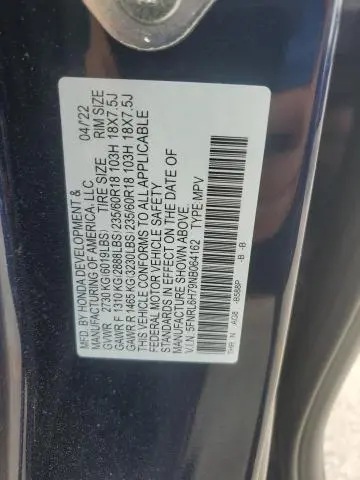 MFD. BY HONDA DEVELOPMENT & 04/22
MANUFACTURING OF AMERICA, LLC
GVWR 2730 KG(6019LBS) TIRE SIZE RIM SIZE
GAWR F 1310 KG(2888LBS) 235/60R18 103H 18X7.5J
GAWR R 1465 KG(3230LBS) 235/60R18 103H 18X7.5J
THIS VEHICLE CONFORMS TO ALL APPLICABLE
FEDERAL MOTOR VEHICLE SAFETY
STANDARDS IN EFFECT ON THE DATE OF
MANUFACTURE SHOWN ABOVE.
V.I.N. 5FNRL6H79NB064162 TYPE: MPV
THR N AG8 -B588P -B -B